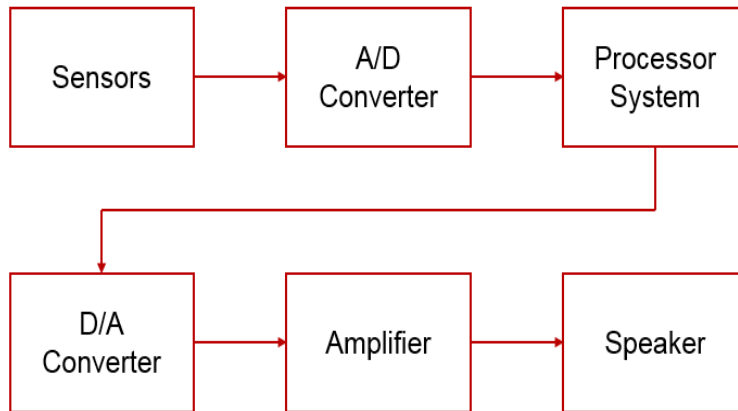 Sensors
A/D
Converter
Processor
System
D/A
Converter
Amplifier
Speaker